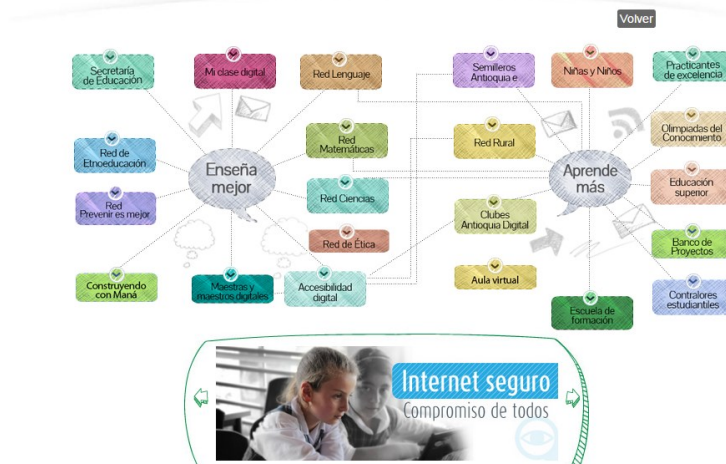 Volver
Secretaría
de Educación
Mi clase digital
Red Lenguaje
Semilleros
Antioquia e
Niñas y Niños
Practicantes
de excelencia
Red de
Etnoeducación
Red
Matemáticas
Red Rural
Olimpiadas del
Conocimiento
Enseña
mejor
Aprende
más
Red
Prevenir es mejor
Red Ciencias
Educación
superior
Clubes
Antioquia Digital
Red de Ética
Banco de
Proyectos
Construyendo
con Maná
Maestras y
maestros digitales
Accesibilidad
digital
Aula virtual
Contralores
estudiantiles
Escuela de
formación
Internet seguro
Compromiso de todos